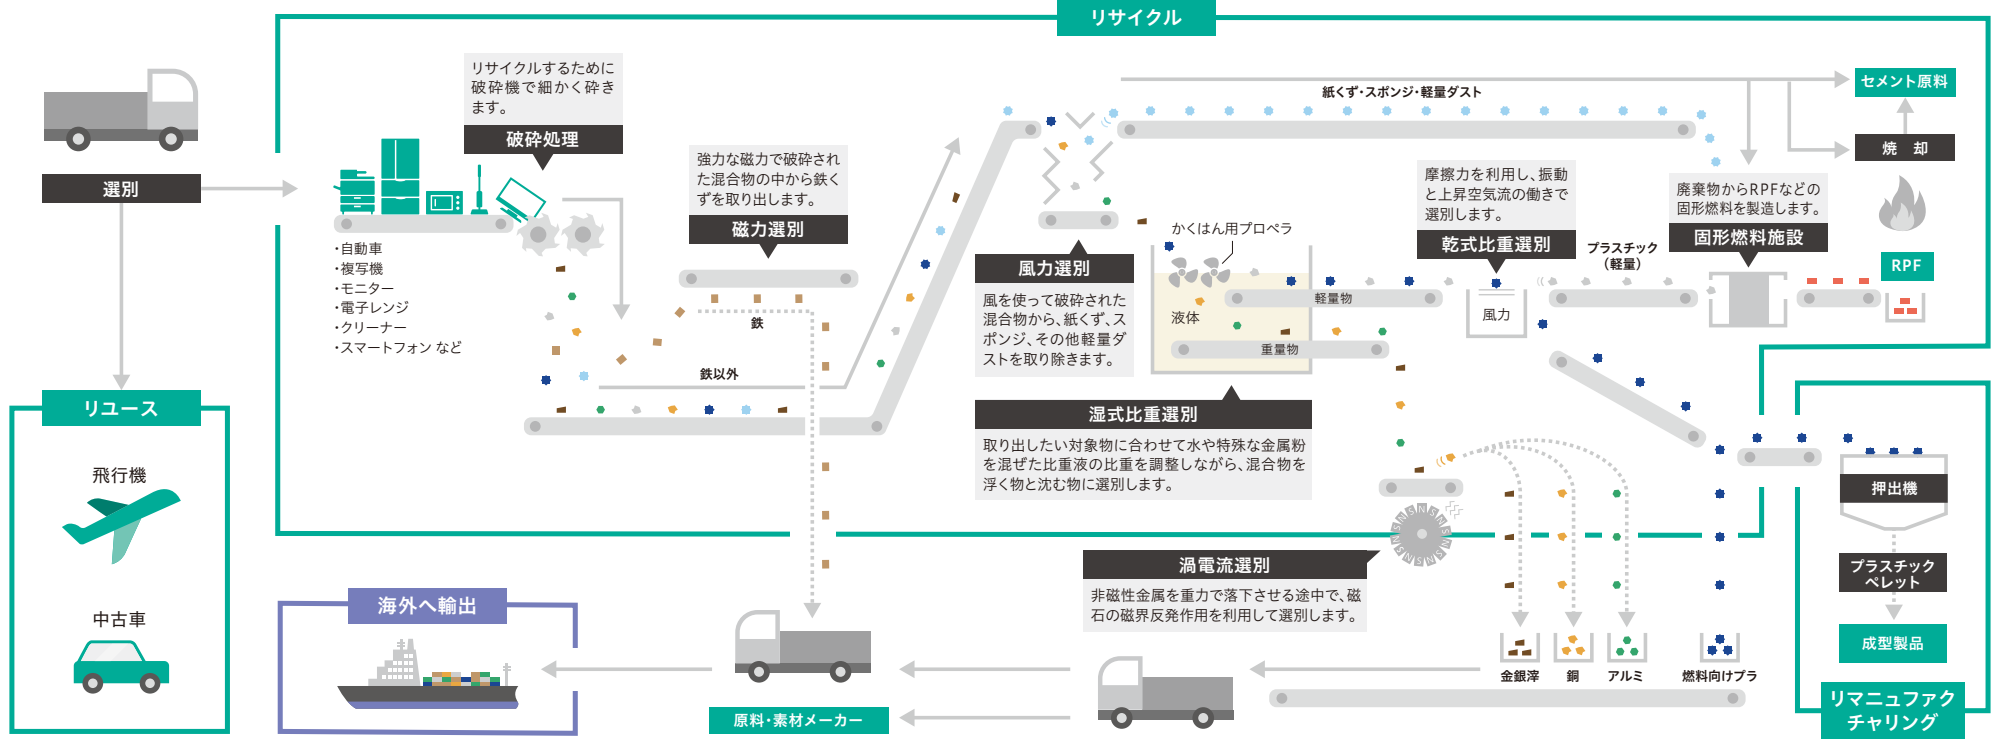 リサイクル
選別
リサイクルするために
破砕機で細かく砕き
ます。
破砕処理
・自動車
・複写機
・モニター
・電子レンジ
・クリーナー
・スマートフォン など
強力な磁力で破砕され
た混合物の中から鉄く
ずを取り出します。
磁力選別
鉄
鉄以外
紙くず・スポンジ・軽量ダスト
風力選別
風を使って破砕された
混合物から、紙くず、ス
ポンジ、その他軽量ダ
ストを取り除きます。
かくはん用プロペラ
液体
軽量物
重量物
湿式比重選別
取り出したい対象物に合わせて水や特殊な金属粉
を混ぜた比重液の比重を調整しながら、混合物を
浮く物と沈む物に選別します。
摩擦力を利用し、振動
と上昇空気流の働きで
選別します。
乾式比重選別
風力
プラスチック
（軽量）
廃棄物からRPFなどの
固形燃料を製造します。
固形燃料施設
セメント原料
焼　却
RPF
渦電流選別
非磁性金属を重力で落下させる途中で、磁
石の磁界反発作用を利用して選別します。
N
S
金銀滓
銅
アルミ
燃料向けプラ
押出機
プラスチック
ペレット
成型製品
リマニュファク
チャリング
リユース
飛行機
中古車
海外へ輸出
原料・素材メーカー